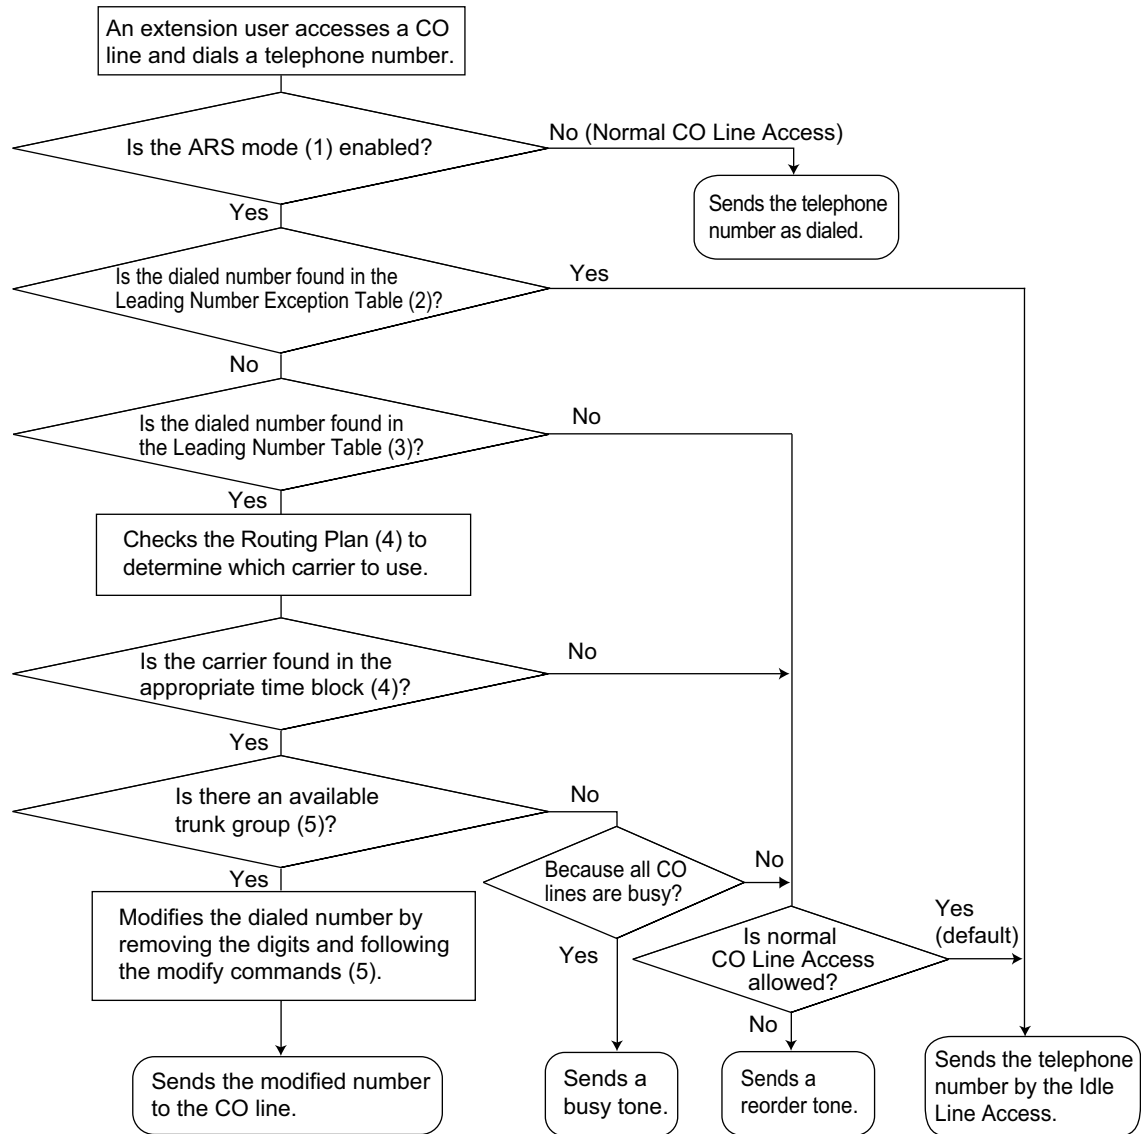 An extension user accesses a CO
line and dials a telephone number.
Is the ARS mode (1) enabled?
No (Normal CO Line Access)
Sends the telephone
number as dialed.
Yes
Is the dialed number found in the
Leading Number Exception Table (2)?
Yes
No
Is the dialed number found in
the Leading Number Table (3)?
No
Yes
Checks the Routing Plan (4) to
determine which carrier to use.
Is the carrier found in the
appropriate time block (4)?
No
Yes
Is there an available
trunk group (5)?
No
Because all CO
lines are busy?
No
Yes
Modifies the dialed number by
removing the digits and following
the modify commands (5).
Yes
Is normal
CO Line Access
allowed?
Yes
(default)
No
Sends the modified number
to the CO line.
Sends a
busy tone.
Sends a
reorder tone.
Sends the telephone
number by the Idle
Line Access.